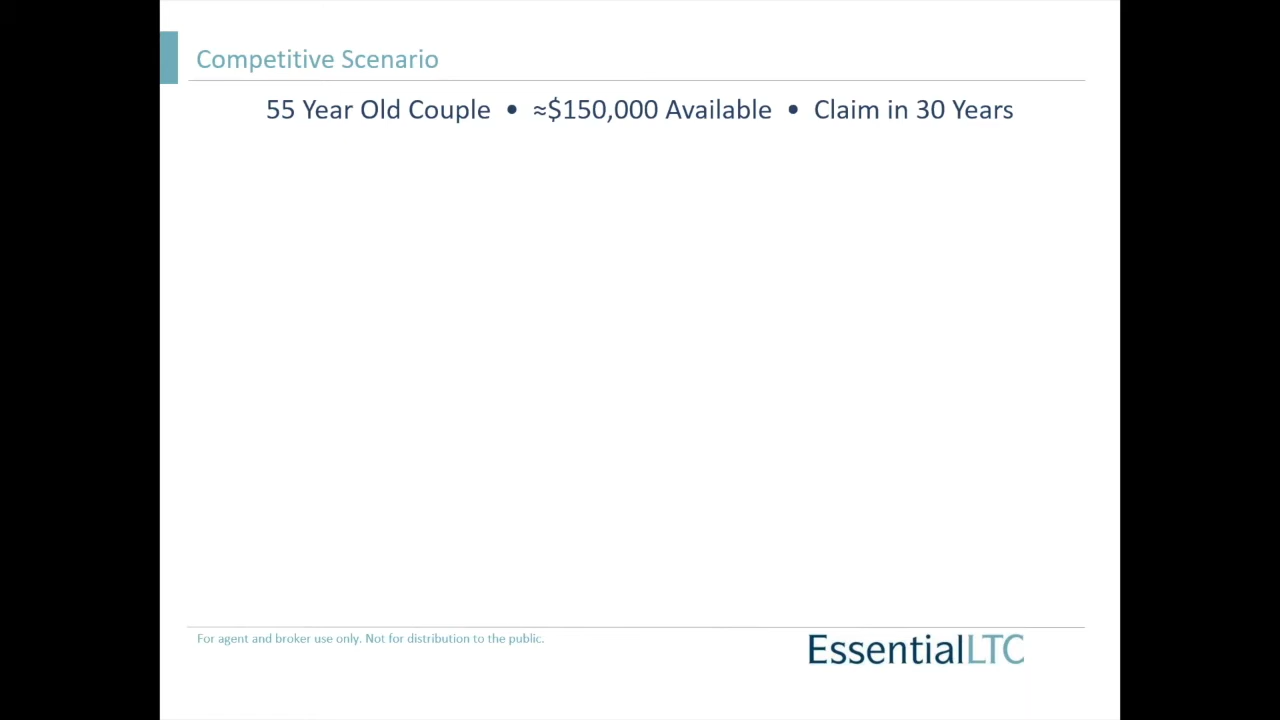 Competitive Scenario
55 Year Old Couple • ≈$150,000 Available • Claim in 30 Years
For agent and broker use only. Not for distribution to the public.
EssentialLTC